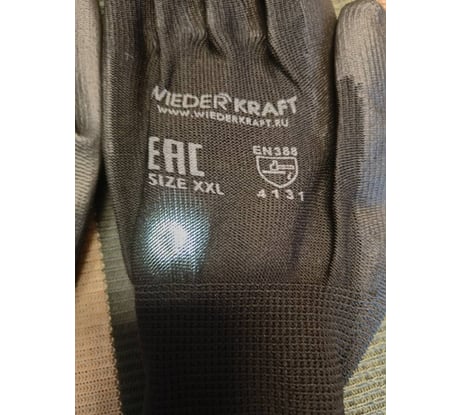 WIEDERKRAFT
WWW.WIEDERKRAFT.RU
EAC
SIZE XXL
EN388
4131